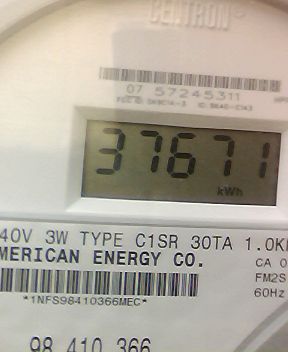 CENTRON
07 57245311
37671
kWh
40V 3W TYPE C1SR 30TA 1.0K
MERICAN ENERGY CO.
CA 0
FM2S
60Hz
*1NFS98410366MEC*
98 410 366